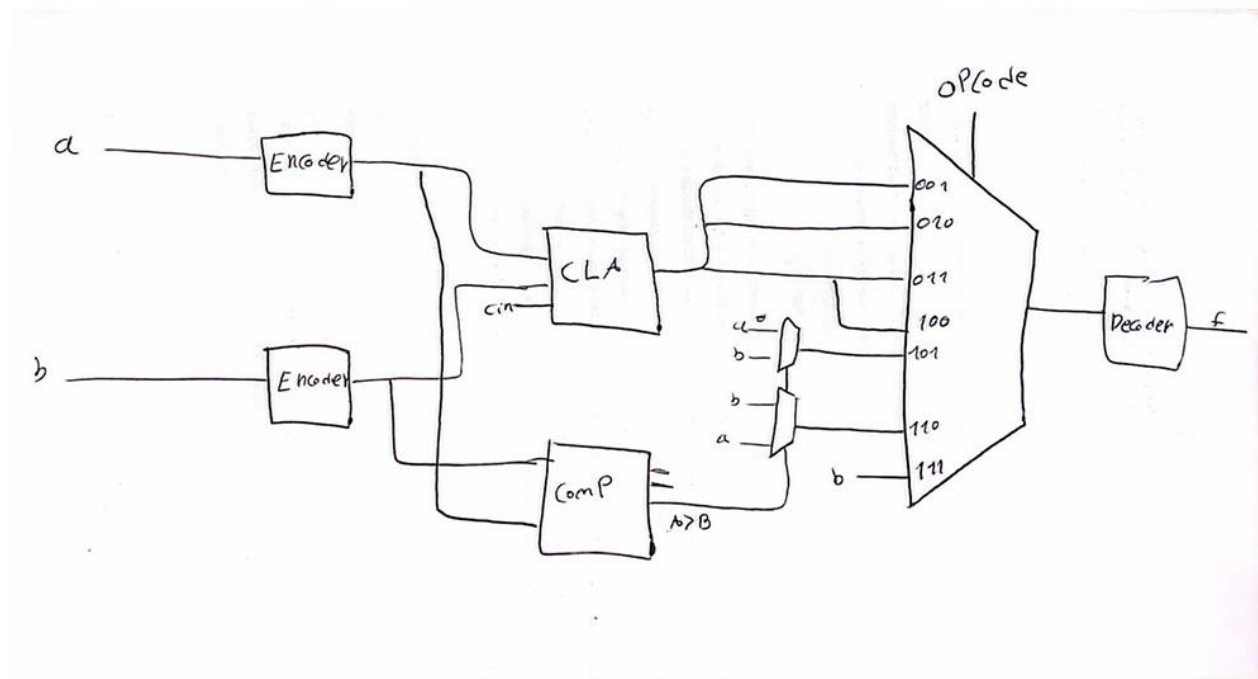 OPCode
a
Encoder
001
010
CLA
011
cin
100
a
b
101
Decoder
f
b
Encoder
b
110
a
b
111
ComP
A>B